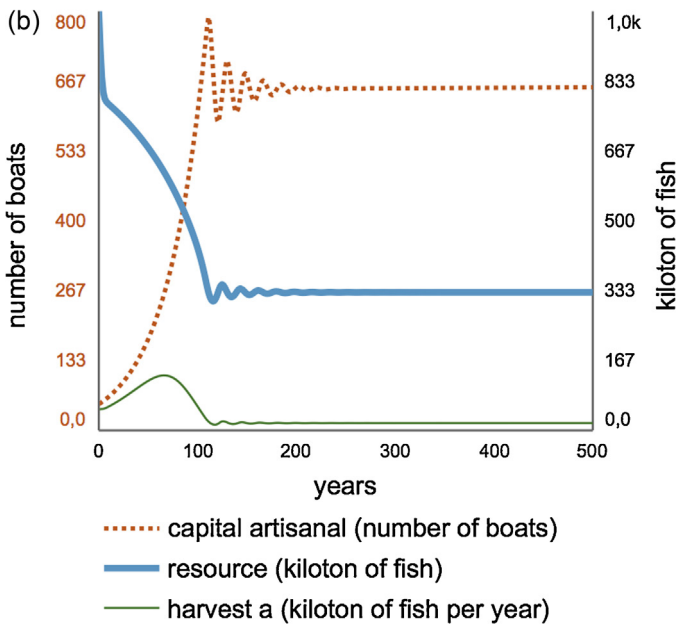 (b)
800
667
533
400
267
133
0,0
number of boats
1,0k
833
667
500
333
167
0,0
kiloton of fish
0
100
200
300
400
500
years
capital artisanal (number of boats)
resource (kiloton of fish)
harvest a (kiloton of fish per year)